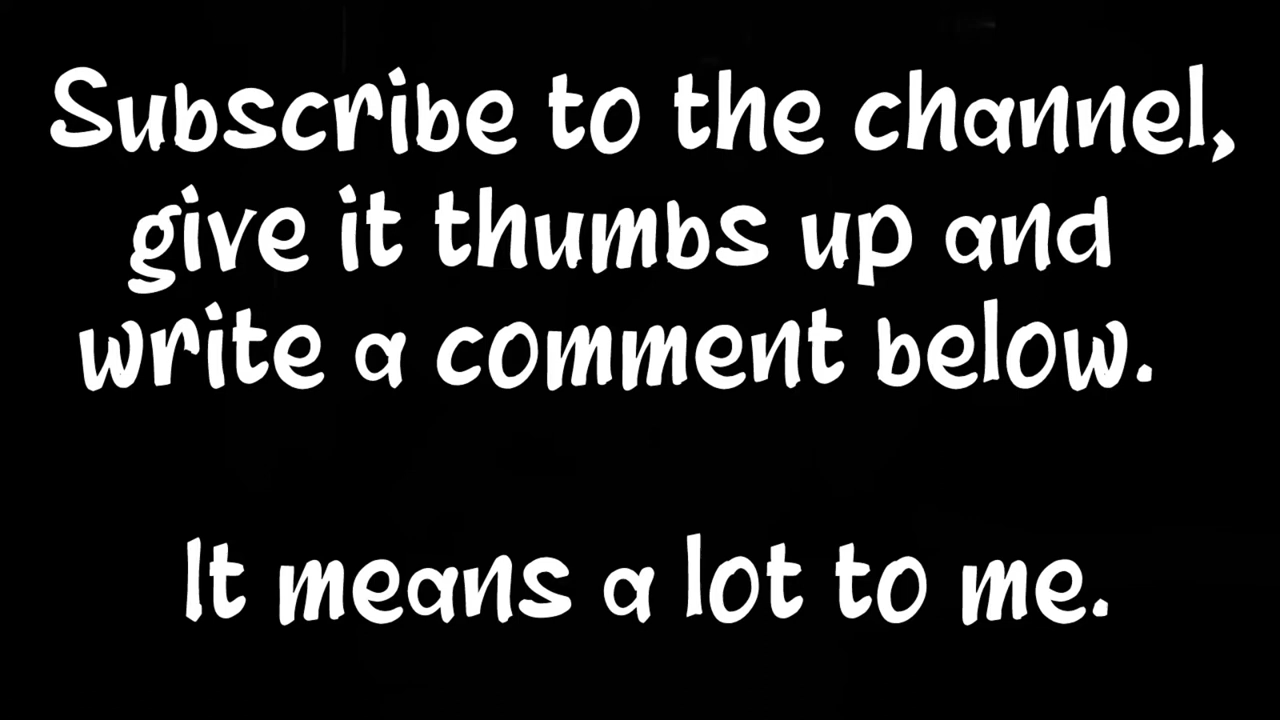 Subscribe to the channel,
give it thumbs up and
write a comment below.
It means a lot to me.